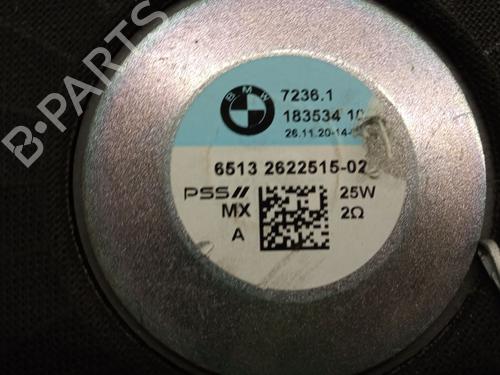 BMW
7236.1
183534 10
26.11.20-14-
6513 2622515-02
PSS 25W
MX 2Ω
A
B-PARTS